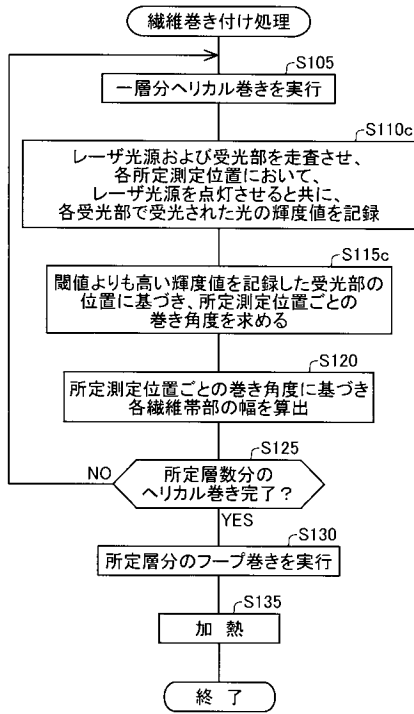 繊維巻き付け処理
S105
一層分ヘリカル巻きを実行
S110c
レーザ光源および受光部を走査させ、
各所定測定位置において、
レーザ光源を点灯させると共に、
各受光部で受光された光の輝度値を記録
S115c
閾値よりも高い輝度値を記録した受光部の
位置に基づき、所定測定位置ごとの
巻き角度を求める
S120
所定測定位置ごとの巻き角度に基づき
各繊維帯部の幅を算出
S125
NO
所定層数分の
ヘリカル巻き完了？
YES
S130
所定層分のフープ巻きを実行
S135
加 熱
終 了